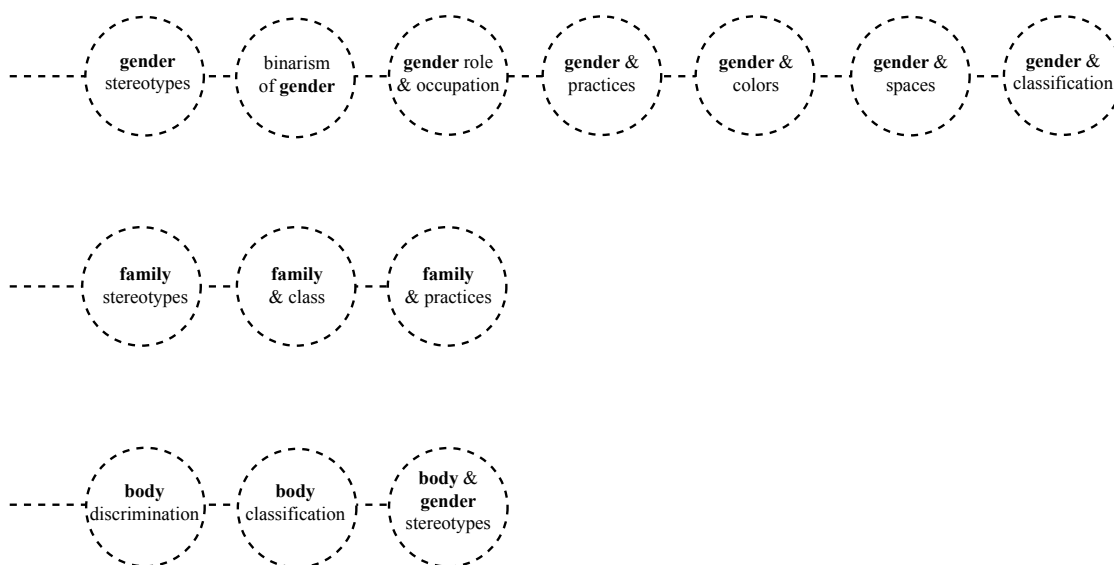 gender
stereotypes
binarism
of gender
gender role
& occupation
gender &
practices
gender &
colors
gender &
spaces
gender &
classification
family
stereotypes
family
& class
family
& practices
body
discrimination
body
classification
body &
gender
stereotypes